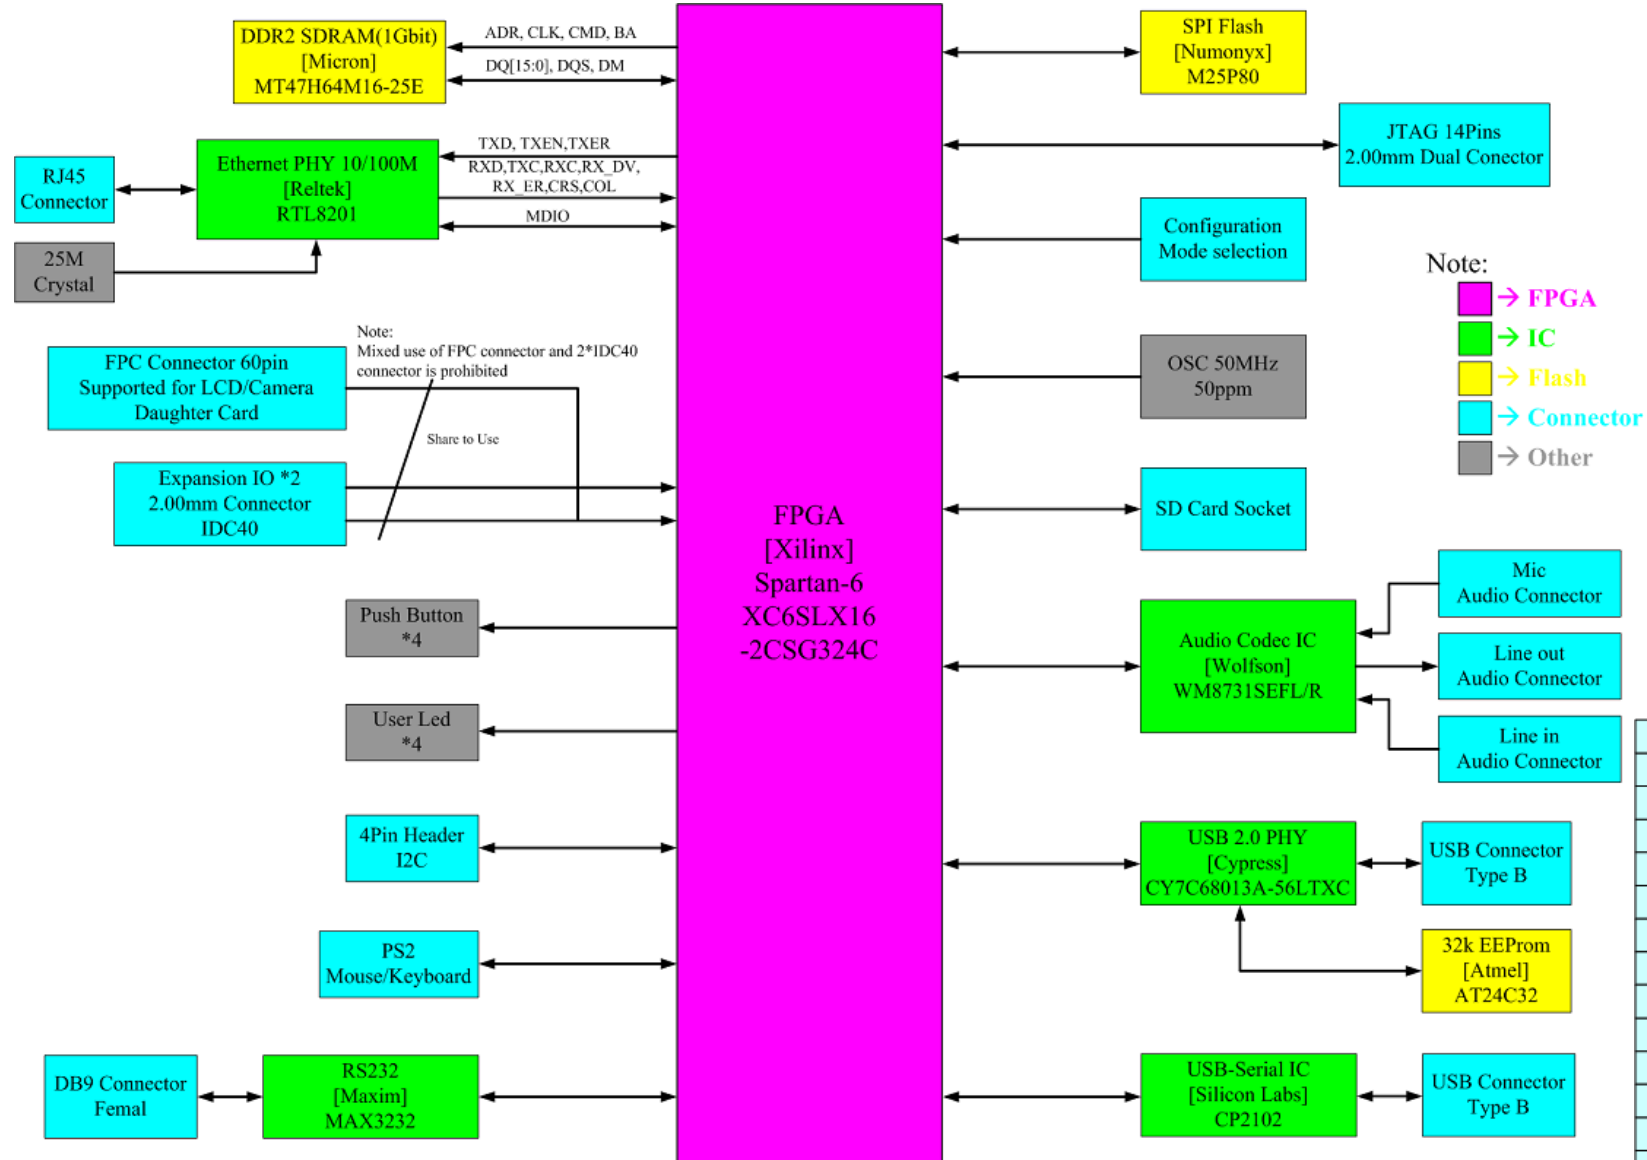 DDR2 SDRAM(1Gbit)
[Micron]
MT47H64M16-25E
ADR, CLK, CMD, BA
DQ[15:0], DQS, DM
RJ45
Connector
Ethernet PHY 10/100M
[Reltek]
RTL8201
TXD, TXEN,TXER
RXD,TXC,RXC,RX_DV,
RX_ER,CRS,COL
MDIO
25M
Crystal
Note:
Mixed use of FPC connector and 2*IDC40
connector is prohibited
FPC Connector 60pin
Supported for LCD/Camera
Daughter Card
Share to Use
Expansion IO *2
2.00mm Connector
IDC40
Push Button
*4
User Led
*4
4Pin Header
I2C
PS2
Mouse/Keyboard
DB9 Connector
Femal
RS232
[Maxim]
MAX3232
FPGA
[Xilinx]
Spartan-6
XC6SLX16
-2CSG324C
SPI Flash
[Numonyx]
M25P80
JTAG 14Pins
2.00mm Dual Conector
Configuration
Mode selection
OSC 50MHz
50ppm
SD Card Socket
Audio Codec IC
[Wolfson]
WM8731SEFL/R
Mic
Audio Connector
Line out
Audio Connector
Line in
Audio Connector
USB 2.0 PHY
[Cypress]
CY7C68013A-56LTXC
USB Connector
Type B
32k EEProm
[Atmel]
AT24C32
USB-Serial IC
[Silicon Labs]
CP2102
USB Connector
Type B
Note:
→ FPGA
→ IC
→ Flash
→ Connector
→ Other